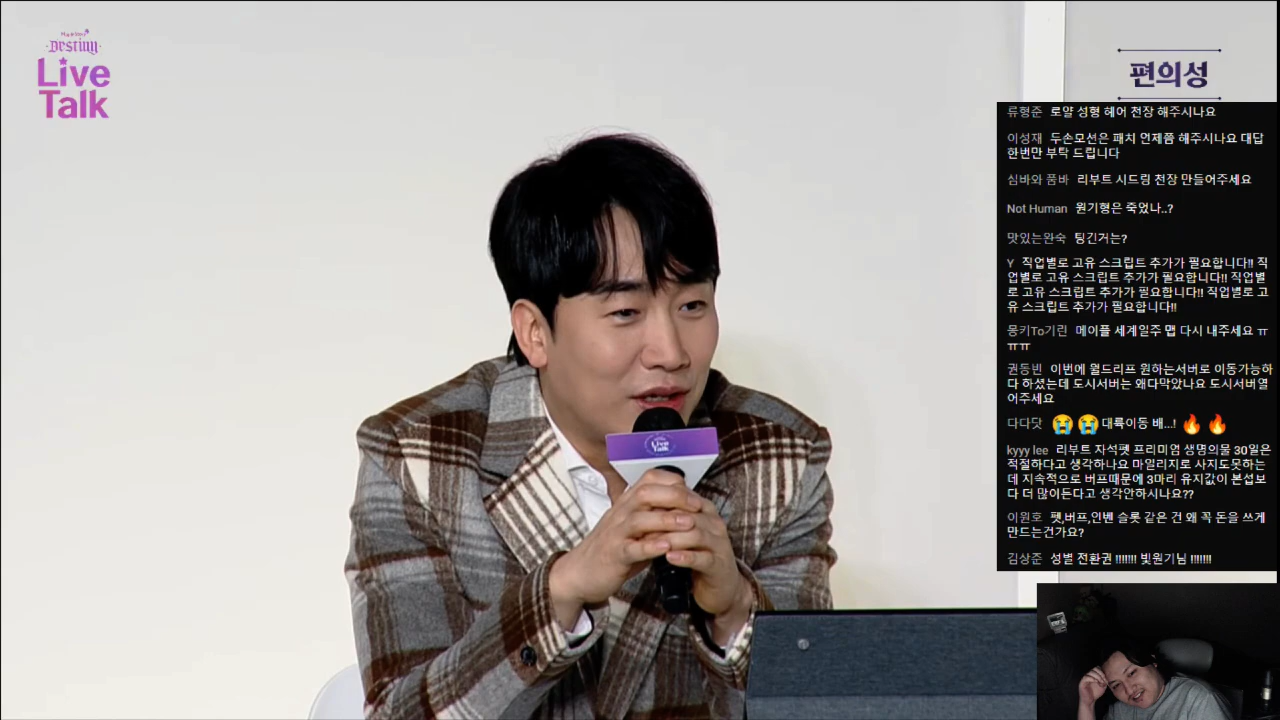 MapleStory
DESTINY
Live
Talk
편의성
류형준 로얄 성형 헤어 천장 해주시나요
이성재 두손모션은 패치 언제쯤 해주시나요 대답
한번만 부탁 드립니다
심바와 품바 리부트 시드링 천장 만들어주세요
Not Human 원기형은 죽었나..?
맛있는완숙 팅긴거는?
Y 직업별로 고유 스크립트 추가가 필요합니다!! 직
업별로 고유 스크립트 추가가 필요합니다!! 직업별
로 고유 스크립트 추가가 필요합니다!! 직업별로 고
유 스크립트 추가가 필요합니다!!
몽키To기린 메이플 세계일주 맵 다시 내주세요 ㅠ
ㅠㅠ
권동빈 이번에 월드리프 원하는서버로 이동가능하
다 하셨는데 도시서버는 왜다막았나요 도시서버열
어주세요
다다닷 😭😭대륙이동 배...! 🔥🔥
kyyy lee 리부트 자석펫 프리미엄 생명의물 30일은
적절하다고 생각하나요 마일리지로 사지도못하는
데 지속적으로 버프때문에 3마리 유지값이 본섭보
다 더 많이든다고 생각안하시나요??
이원호 펫,버프,인벤 슬롯 같은 건 왜 꼭 돈을 쓰게
만드는건가요?
김상준 성별 전환권 !!!!!!! 빛원기님 !!!!!!!
Live
Talk